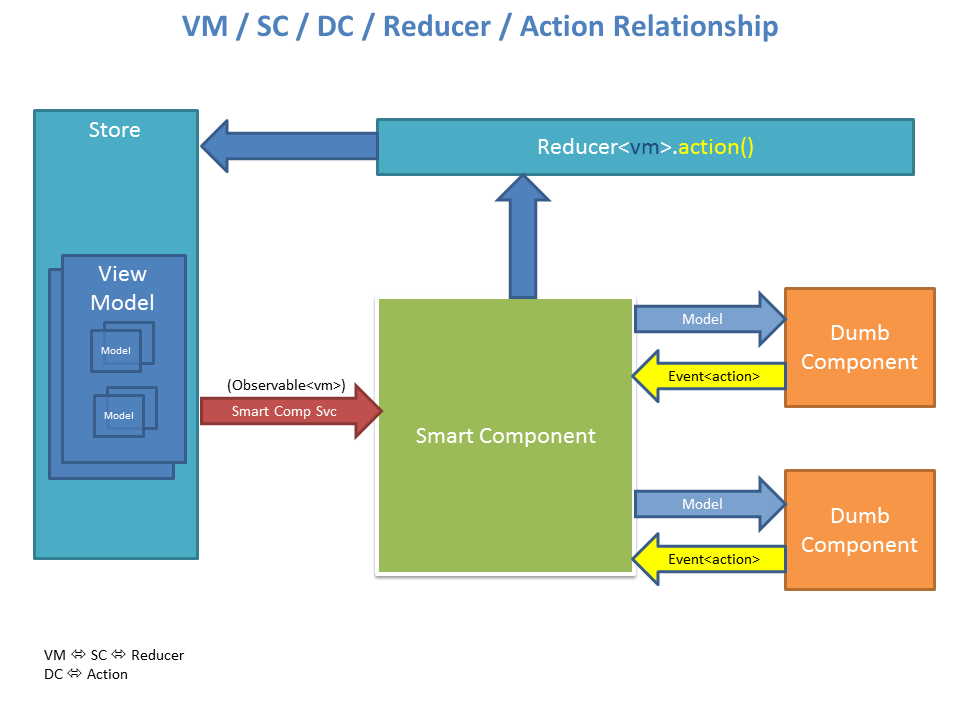 VM / SC / DC / Reducer / Action Relationship
Store
Reducer<vm>.action()
View
Model
Model
Model
(Observable<vm>)
Smart Comp Svc
Smart Component
Model
Event<action>
Dumb
Component
Model
Event<action>
Dumb
Component
VM ⬄ SC ⬄ Reducer
DC ⬄ Action